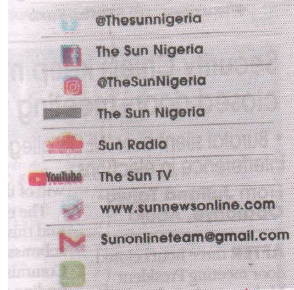 @Thesunnigeria
The Sun Nigeria
@TheSunNigeria
The Sun Nigeria
Sun Radio
YouTube The Sun TV
www.sunnewsonline.com
Sunonlineteam@gmail.com